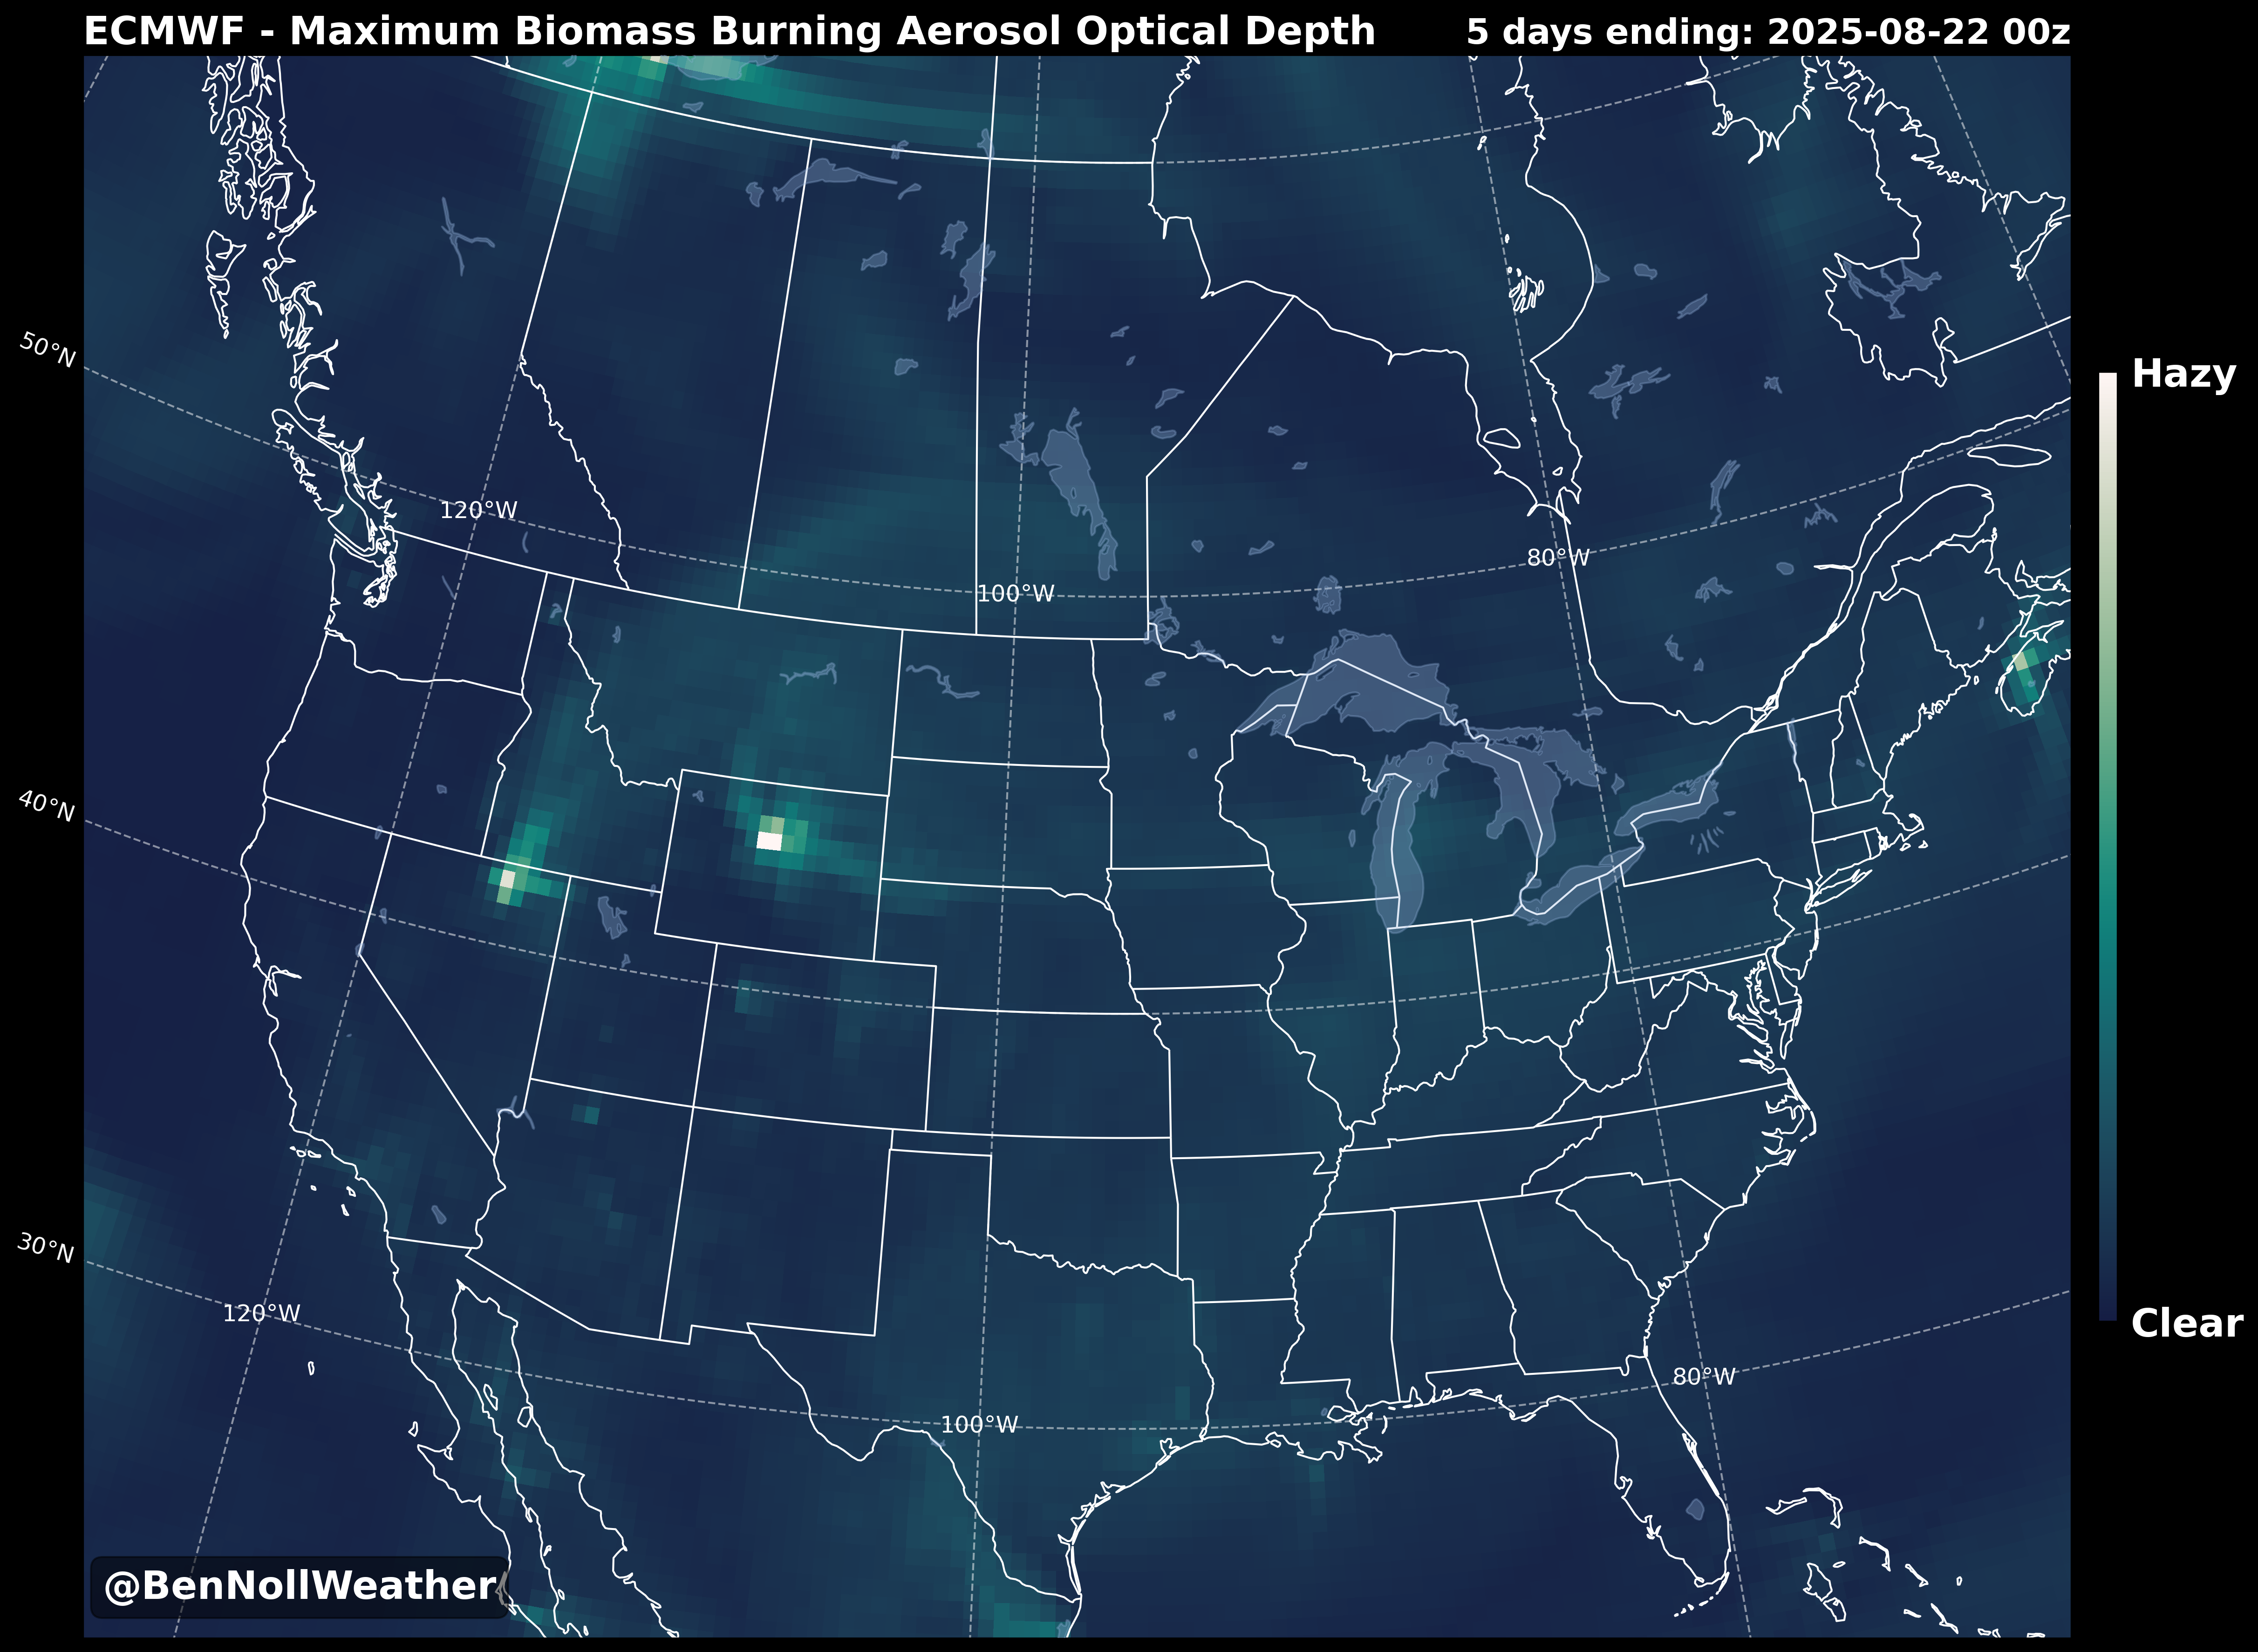 ECMWF - Maximum Biomass Burning Aerosol Optical Depth
5 days ending: 2025-08-22 00z
50°N
Hazy
120°W
80°W
100°W
40°N
30°N
120°W
Clear
80°W
100°W
@BenNollWeather